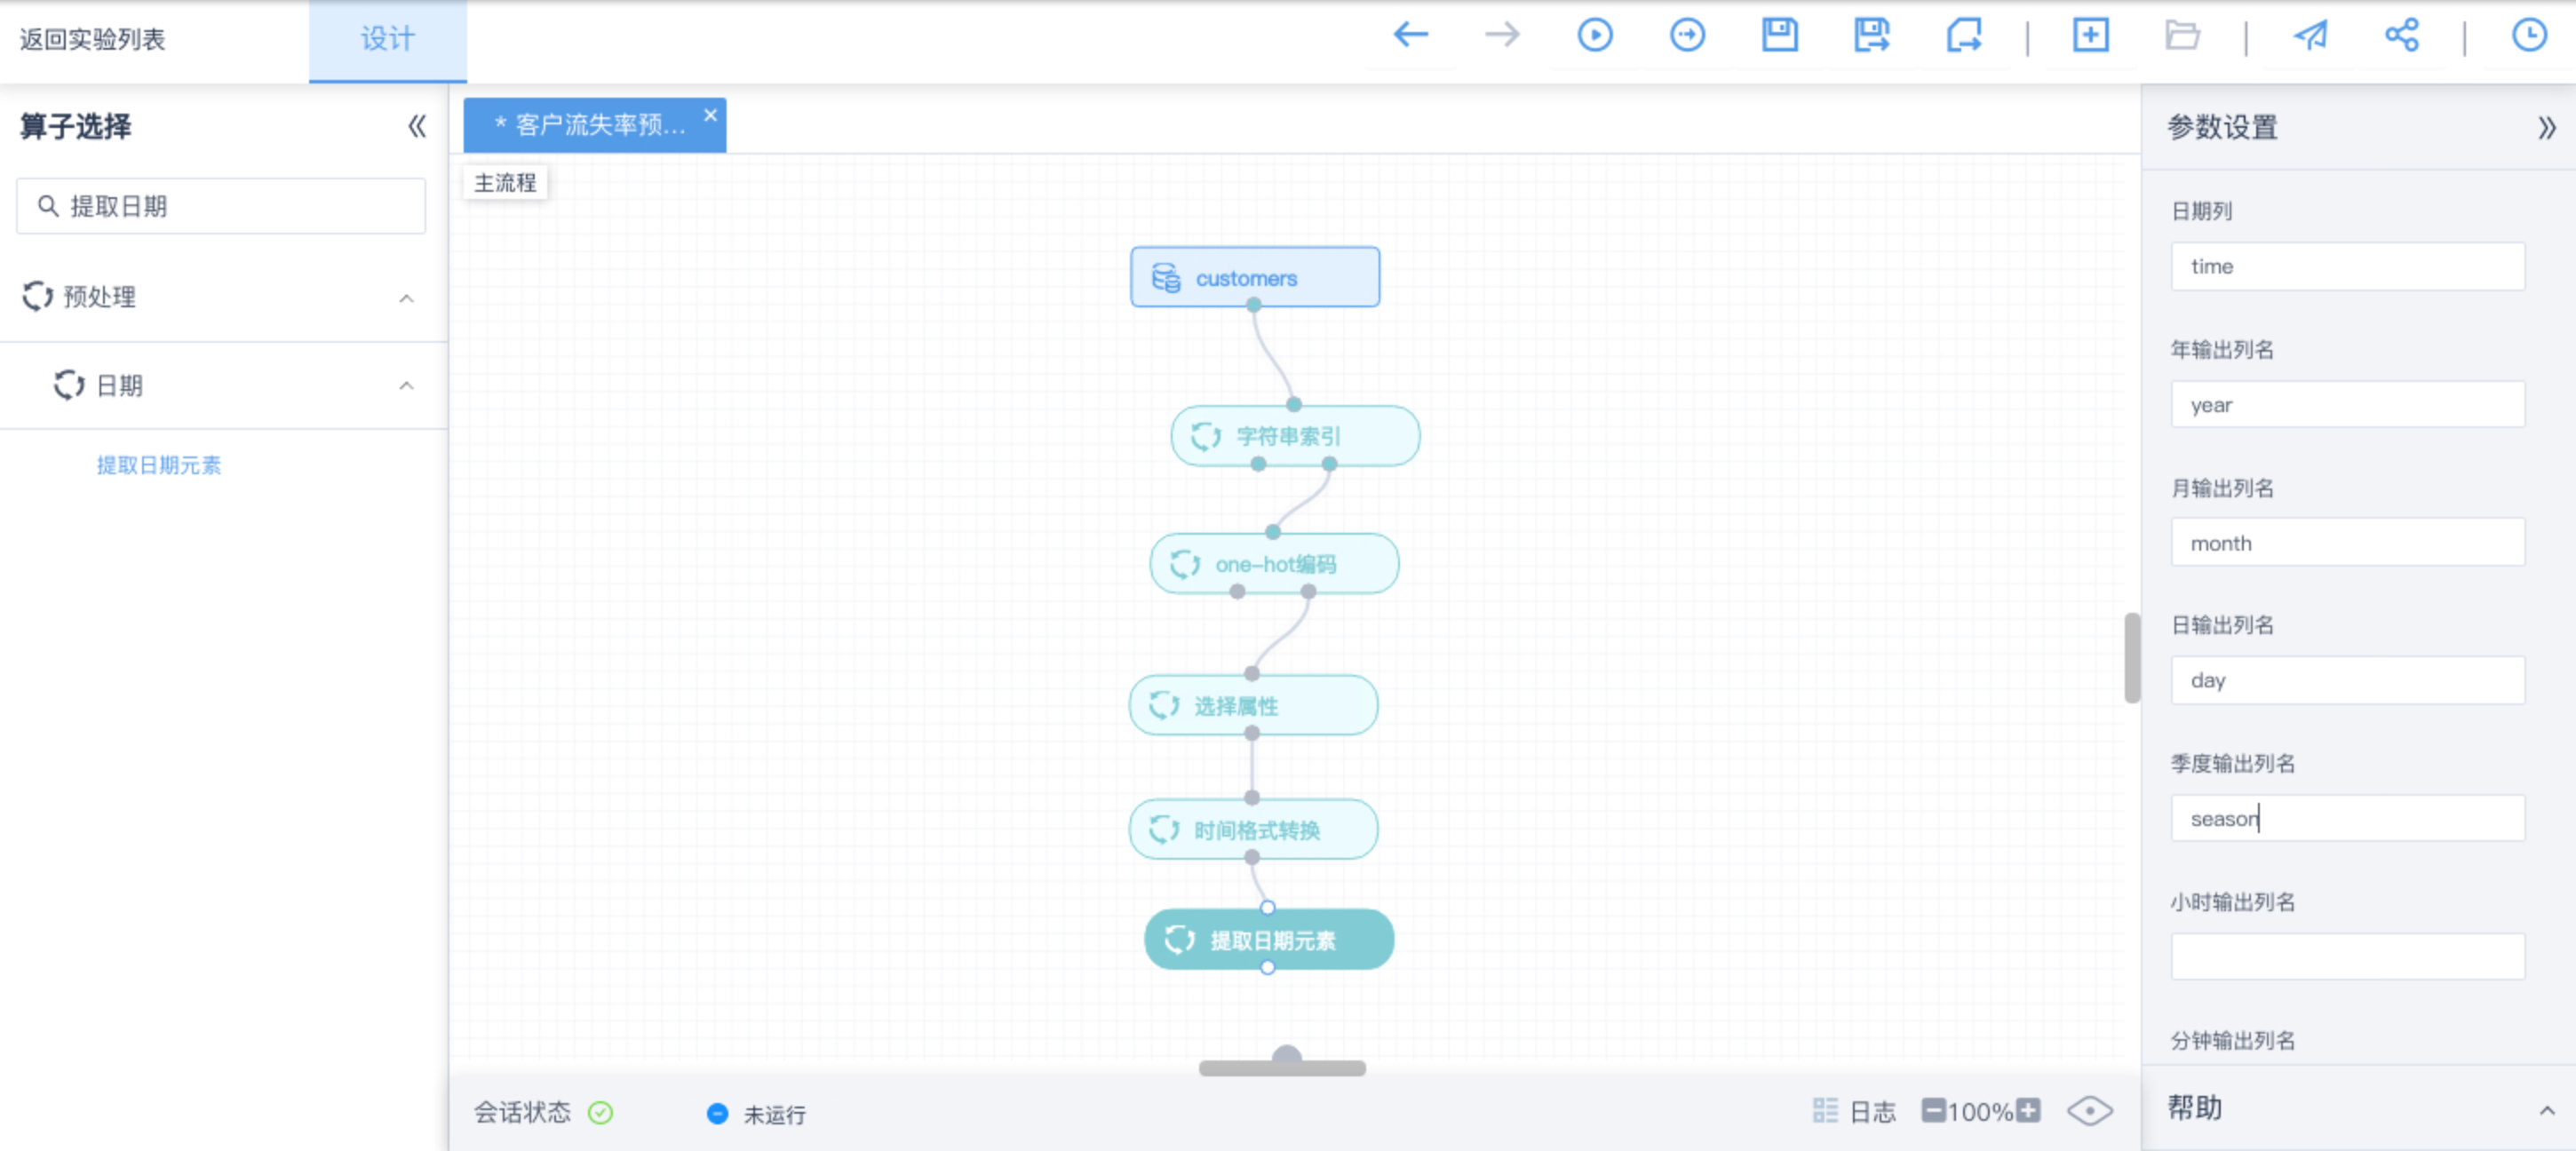 返回实验列表
设计
算子选择
提取日期
预处理
日期
提取日期元素
* 客户流失率预...
主流程
customers
字符串索引
one-hot编码
选择属性
时间格式转换
提取日期元素
会话状态
未运行
日志
100%
参数设置
日期列
time
年输出列名
year
月输出列名
month
日输出列名
day
季度输出列名
season
小时输出列名
分钟输出列名
帮助